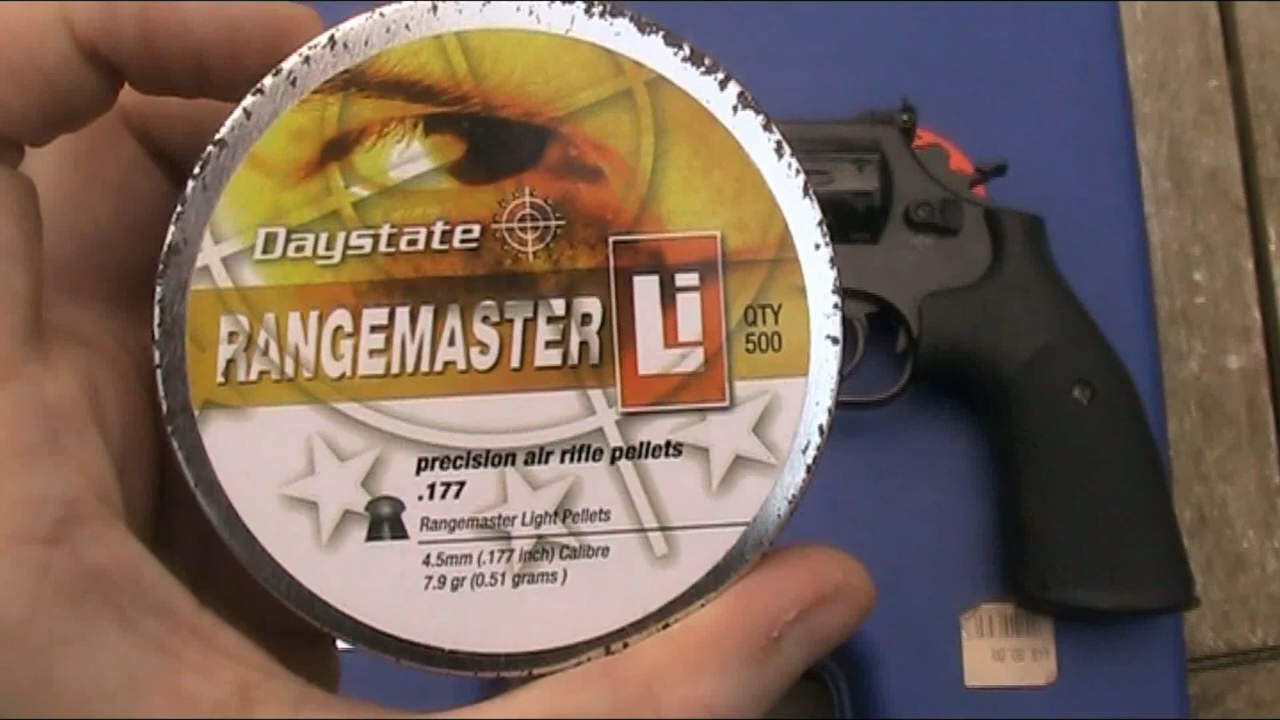 Daystate
RANGEMASTER
Li
QTY
500
precision air rifle pellets
.177
Rangemaster Light Pellets
4.5mm (.177 inch) Calibre
7.9 gr (0.51 grams )